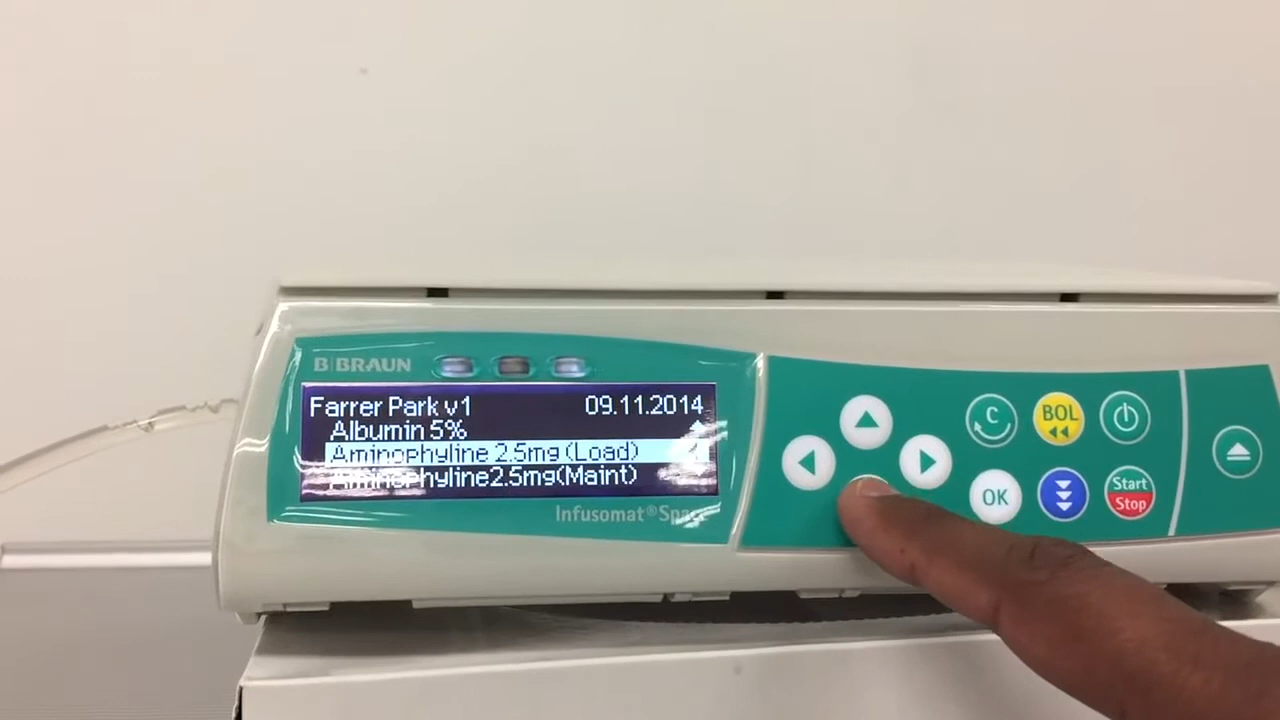 B|BRAUN
Farrer Park v1 09.11.2014
Albumin 5%
Aminophyline 2.5mg (Load)
Aminophyline2.5mg(Maint)
Infusomat® Space
C
BOL
OK
Start
Stop